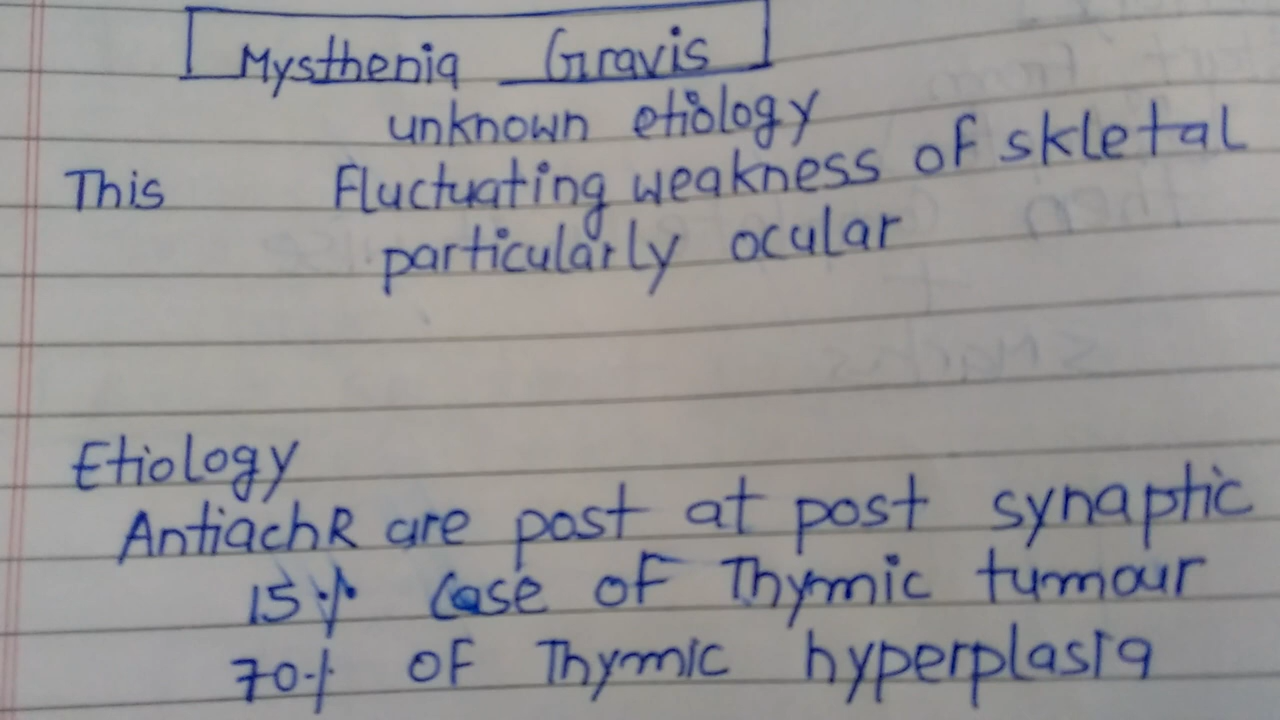 Mysthenia Gravis
unknown etiology
This Fluctuating weakness of skletal
particularly ocular
Etiology
AntiachR are post at post synaptic
15% case of Thymic tumour
70% of Thymic hyperplasia